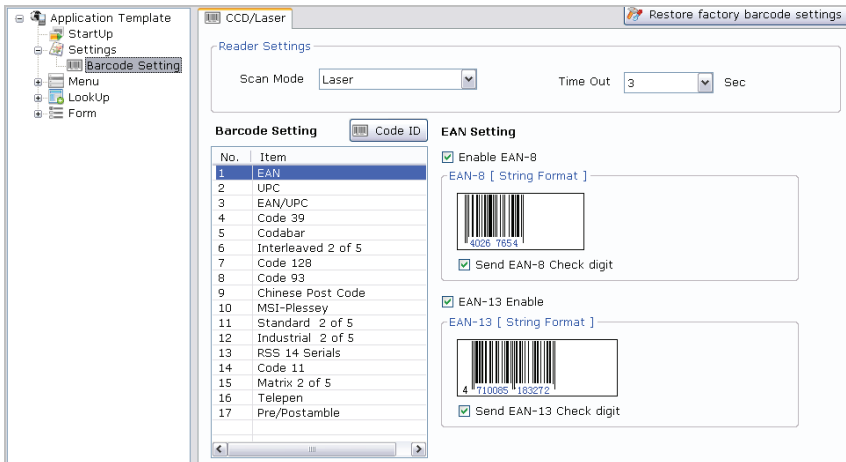 Application Template
StartUp
Settings
Barcode Setting
Menu
LookUp
Form
CCD/Laser
Restore factory barcode settings
Reader Settings
Scan Mode Laser Time Out 3 Sec
Barcode Setting Code ID
No. Item
1 EAN
2 UPC
3 EAN/UPC
4 Code 39
5 Codabar
6 Interleaved 2 of 5
7 Code 128
8 Code 93
9 Chinese Post Code
10 MSI-Plessey
11 Standard 2 of 5
12 Industrial 2 of 5
13 RSS 14 Serials
14 Code 11
15 Matrix 2 of 5
16 Telepen
17 Pre/Postamble
EAN Setting
Enable EAN-8
EAN-8 [ String Format ]
4026 7654
Send EAN-8 Check digit
EAN-13 Enable
EAN-13 [ String Format ]
4 710085 183272
Send EAN-13 Check digit